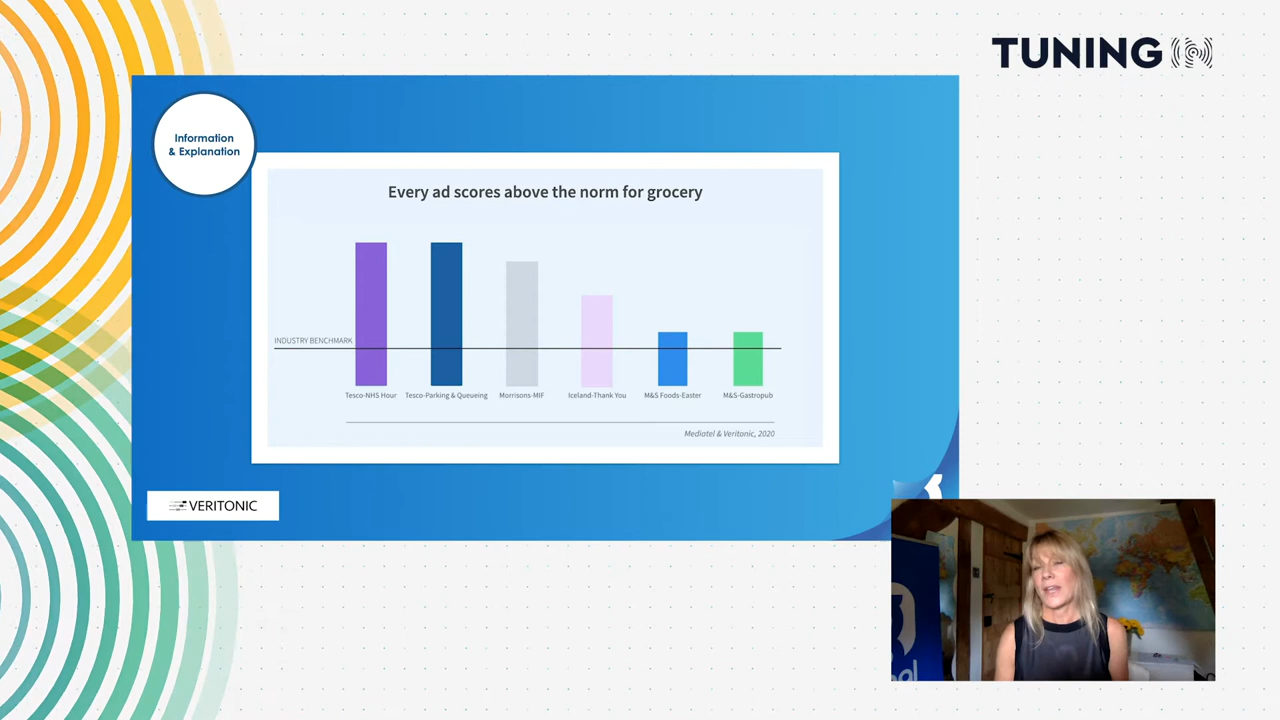 TUNING IN
Information
& Explanation
Every ad scores above the norm for grocery
INDUSTRY BENCHMARK
Tesco-NHS Hour
Tesco-Parking & Queueing
Morrisons-MIF
Iceland-Thank You
M&S Foods-Easter
M&S-Gastropub
Mediatel & Veritonic, 2020
VERITONIC